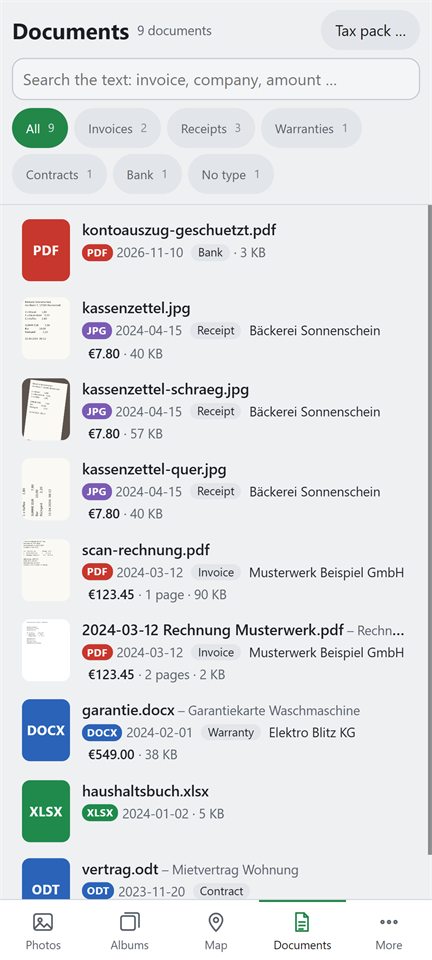 Documents 9 documents Tax pack ...
Search the text: invoice, company, amount ...
All 9 Invoices 2 Receipts 3 Warranties 1
Contracts 1 Bank 1 No type 1
PDF kontoauszug-geschuetzt.pdf
PDF 2026-11-10 Bank · 3 KB
kassenzettel.jpg
JPG 2024-04-15 Receipt Bäckerei Sonnenschein
€7.80 · 40 KB
kassenzettel-schraeg.jpg
JPG 2024-04-15 Receipt Bäckerei Sonnenschein
€7.80 · 57 KB
kassenzettel-quer.jpg
JPG 2024-04-15 Receipt Bäckerei Sonnenschein
€7.80 · 40 KB
scan-rechnung.pdf
PDF 2024-03-12 Invoice Musterwerk Beispiel GmbH
€123.45 · 1 page · 90 KB
2024-03-12 Rechnung Musterwerk.pdf – Rechn...
PDF 2024-03-12 Invoice Musterwerk Beispiel GmbH
€123.45 · 2 pages · 2 KB
DOCX garantie.docx – Garantiekarte Waschmaschine
DOCX 2024-02-01 Warranty Elektro Blitz KG
€549.00 · 38 KB
XLSX haushaltsbuch.xlsx
XLSX 2024-01-02 · 5 KB
ODT vertrag.odt – Mietvertrag Wohnung
ODT 2023-11-20 Contract
Photos Albums Map Documents More